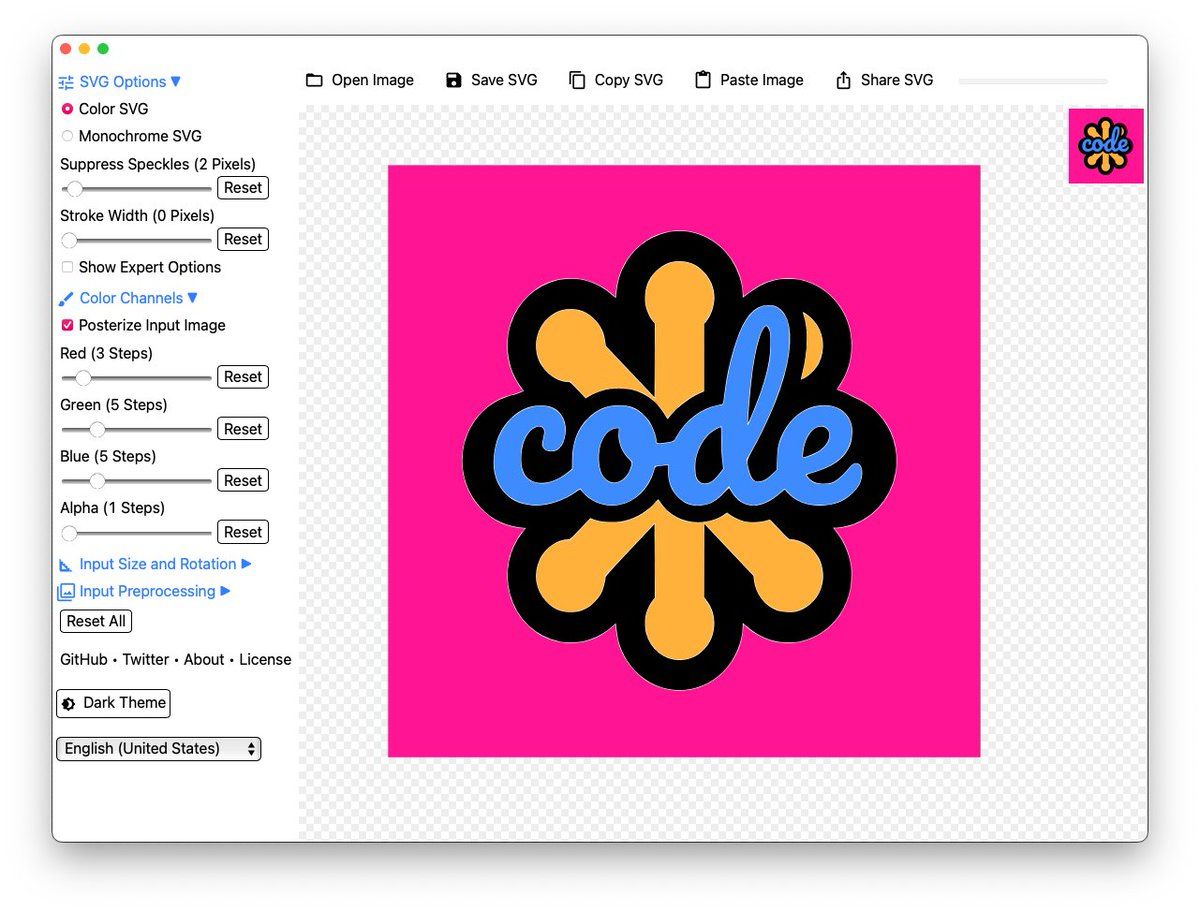 Open Image Save SVG Copy SVG Paste Image Share SVG
SVG Options ▼
Color SVG
Monochrome SVG
Suppress Speckles (2 Pixels)
Reset
Stroke Width (0 Pixels)
Reset
Show Expert Options
Color Channels ▼
Posterize Input Image
Red (3 Steps)
Reset
Green (5 Steps)
Reset
Blue (5 Steps)
Reset
Alpha (1 Steps)
Reset
Input Size and Rotation ▶
Input Preprocessing ▶
Reset All
GitHub • Twitter • About • License
Dark Theme
English (United States)
code
code